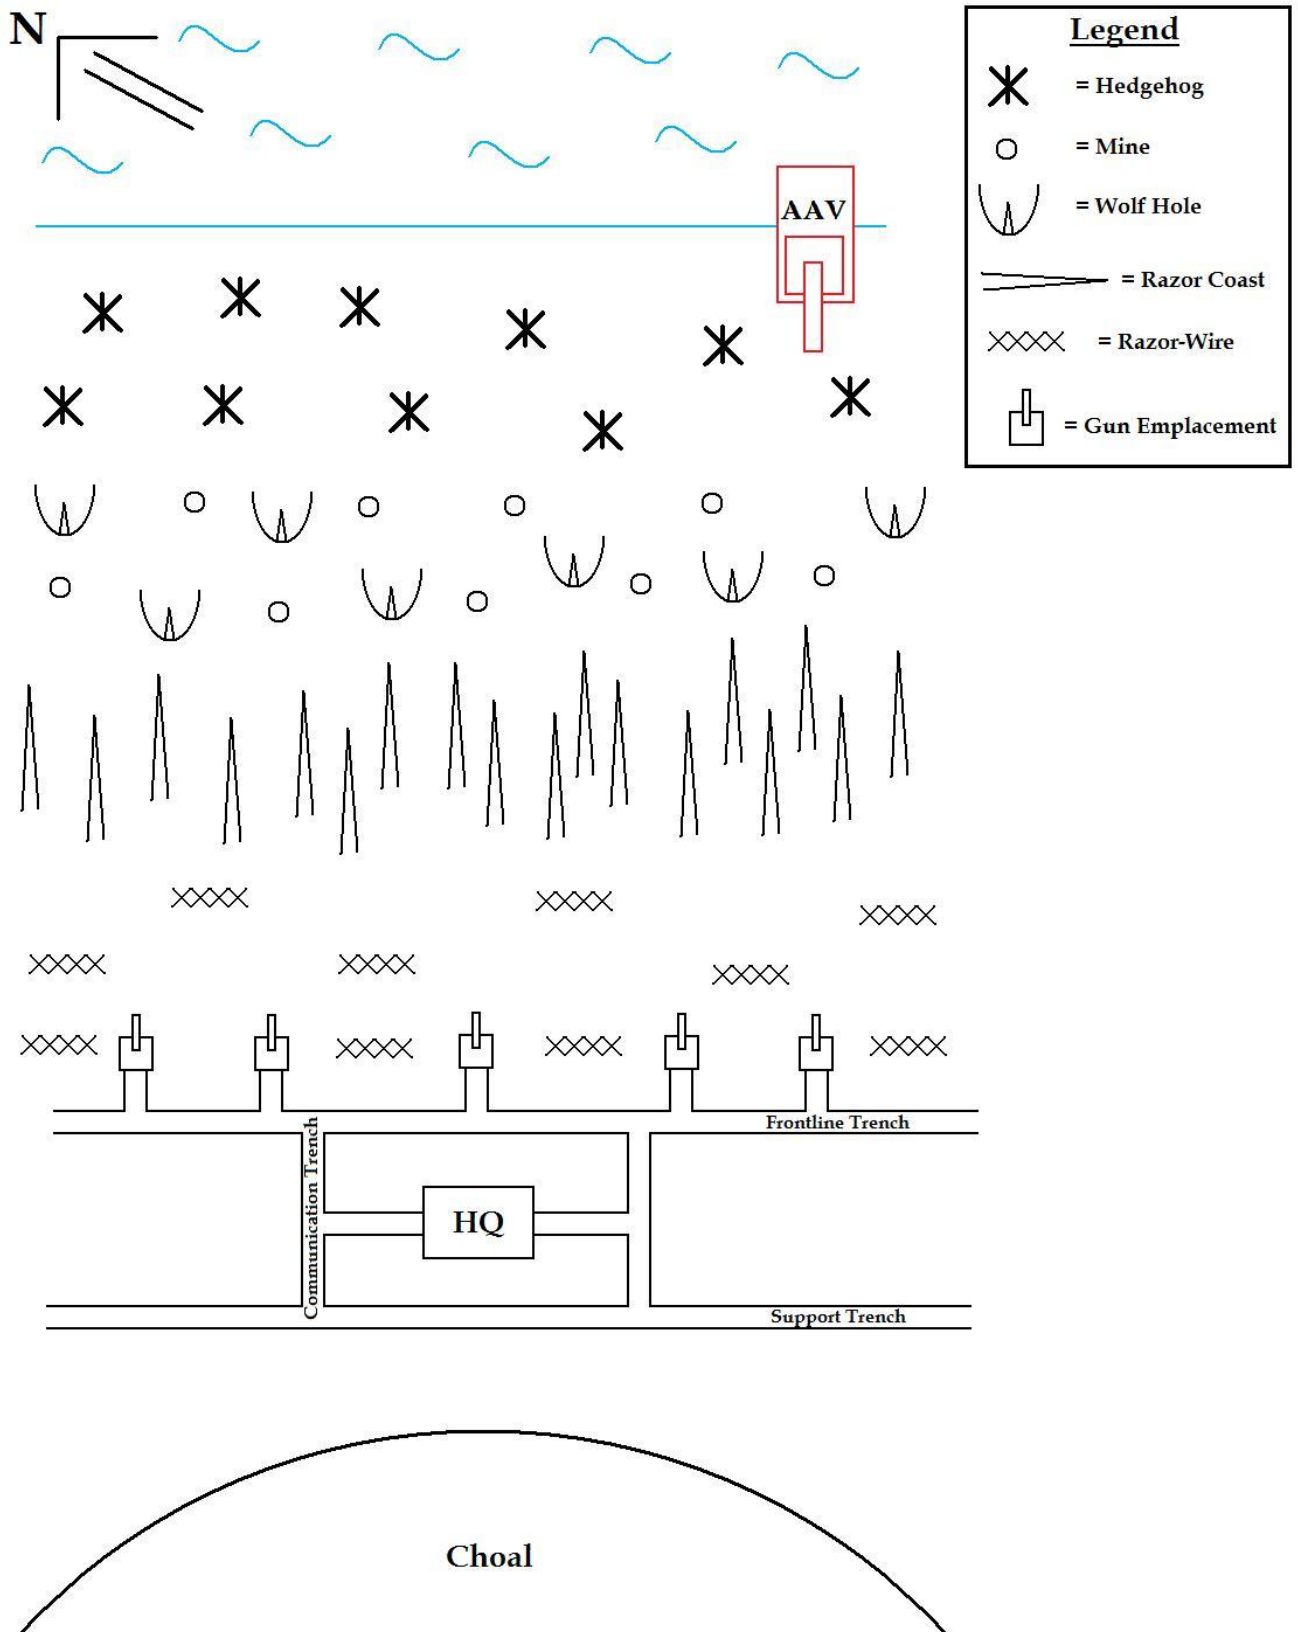 N
Legend
= Hedgehog
= Mine
AAV
= Wolf Hole
= Razor Coast
= Razor-Wire
= Gun Emplacement
Frontline Trench
Communication Trench
HQ
Support Trench
Choal